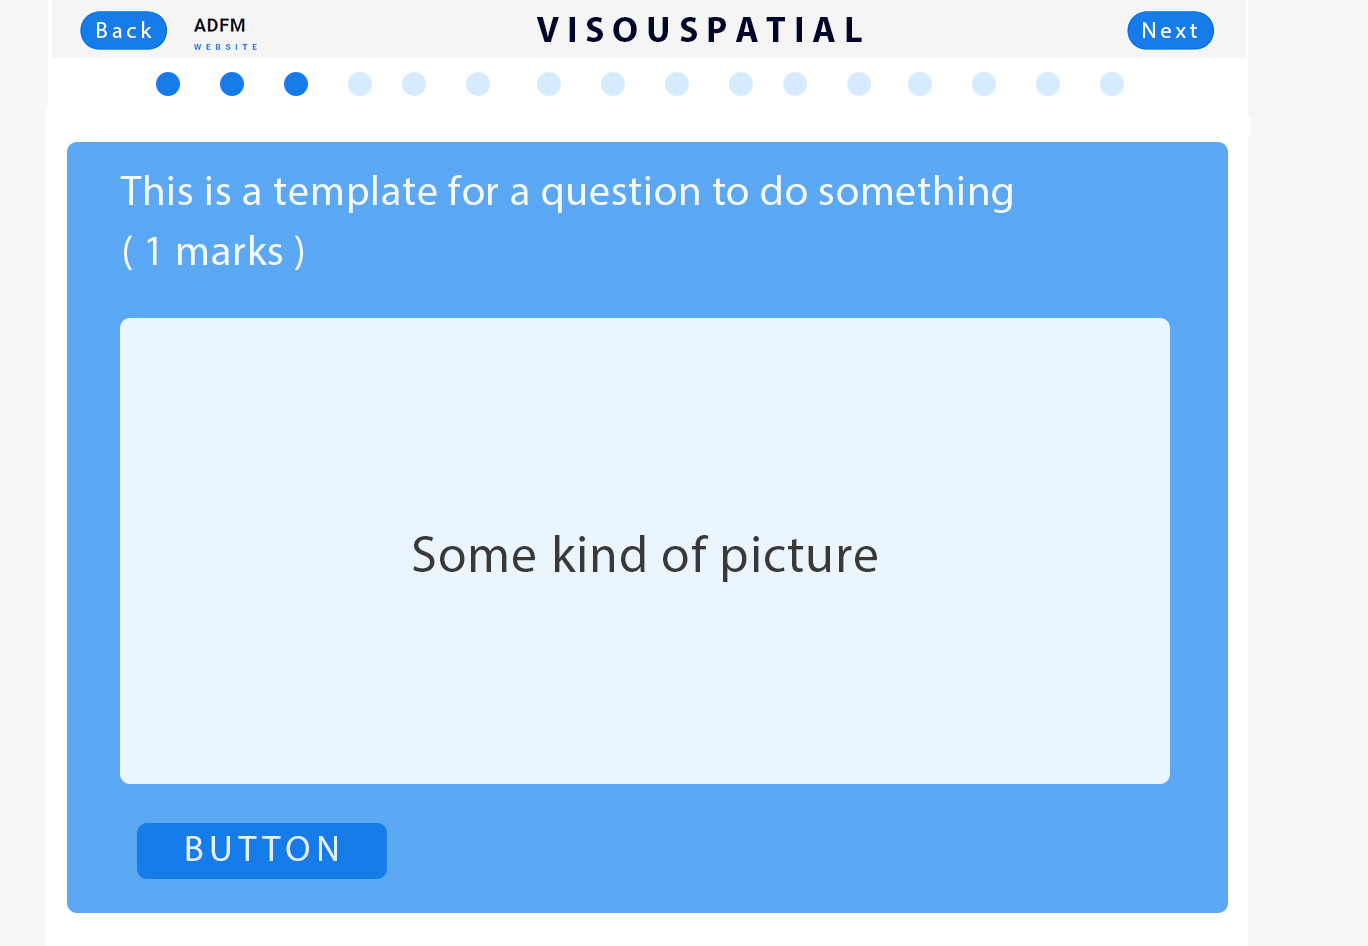 Back
ADFM
WEBSITE
VISOUSPATIAL
Next
This is a template for a question to do something
( 1 marks )
Some kind of picture
BUTTON